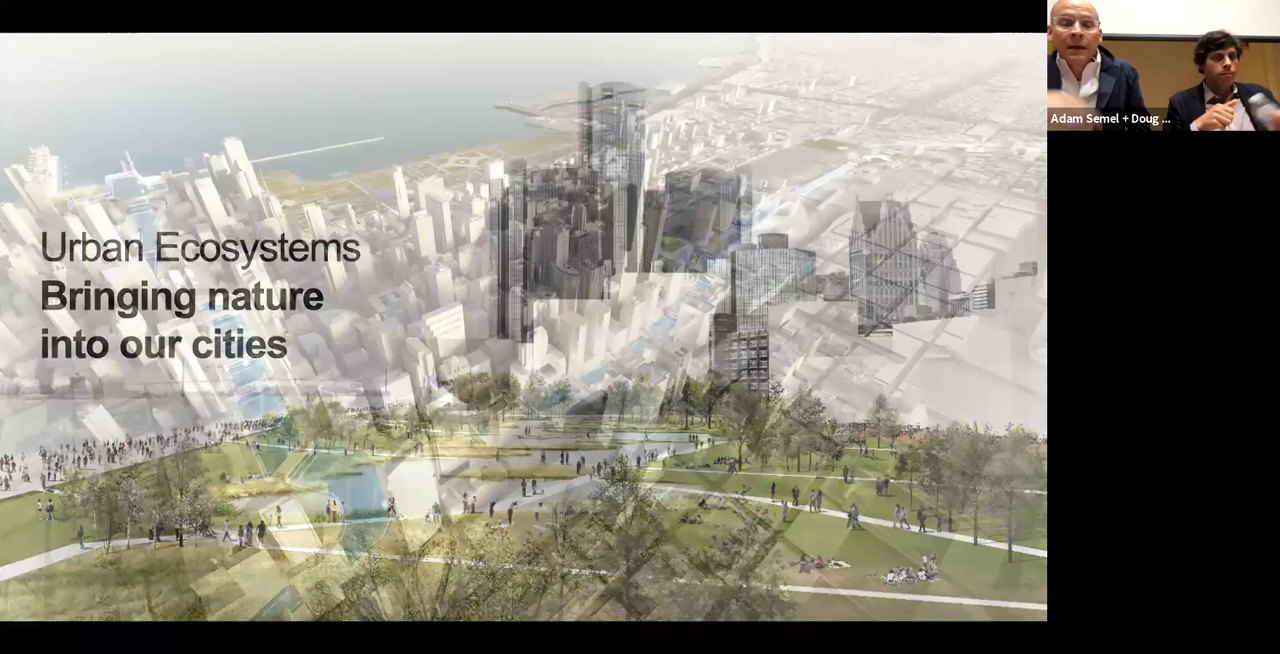 Urban Ecosystems
Bringing nature
into our cities
Adam Semel + Doug ...